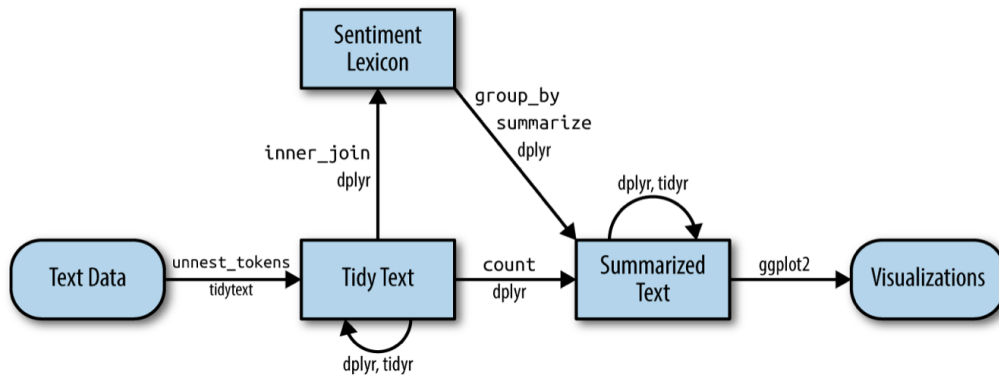 Sentiment
Lexicon
group_by
summarize
dplyr
inner_join
dplyr
dplyr, tidyr
Text Data
unnest_tokens
tidytext
Tidy Text
count
dplyr
Summarized
Text
ggplot2
Visualizations
dplyr, tidyr